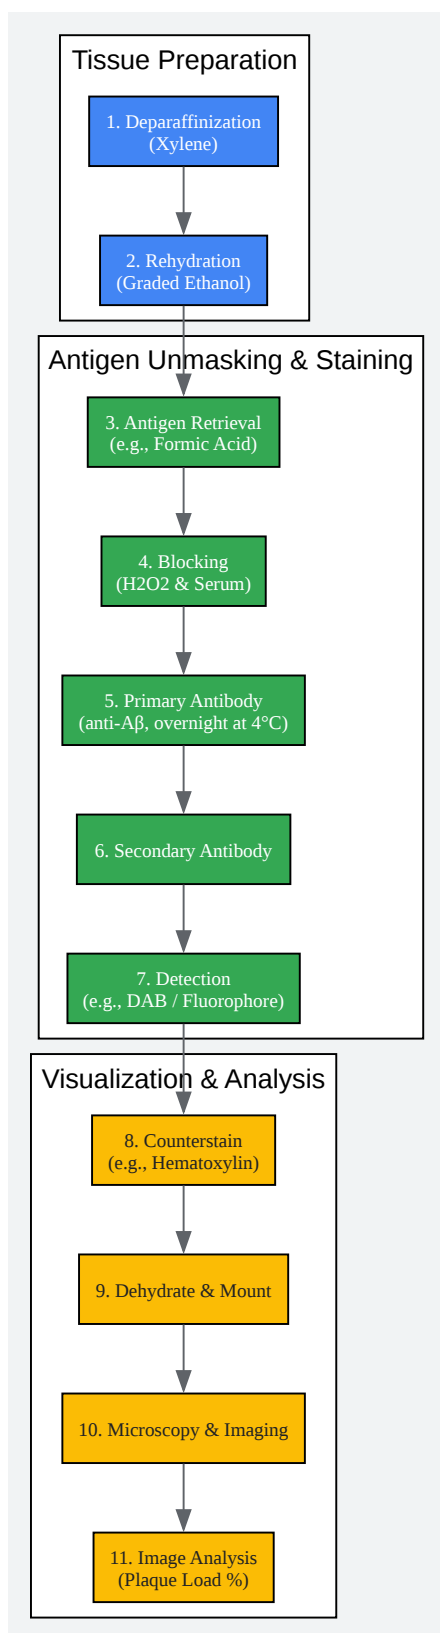 Tissue Preparation
1. Deparaffinization
(Xylene)
2. Rehydration
(Graded Ethanol)
Antigen Unmasking & Staining
3. Antigen Retrieval
(e.g., Formic Acid)
4. Blocking
(H2O2 & Serum)
5. Primary Antibody
(anti-Aβ, overnight at 4°C)
6. Secondary Antibody
7. Detection
(e.g., DAB / Fluorophore)
Visualization & Analysis
8. Counterstain
(e.g., Hematoxylin)
9. Dehydrate & Mount
10. Microscopy & Imaging
11. Image Analysis
(Plaque Load %)